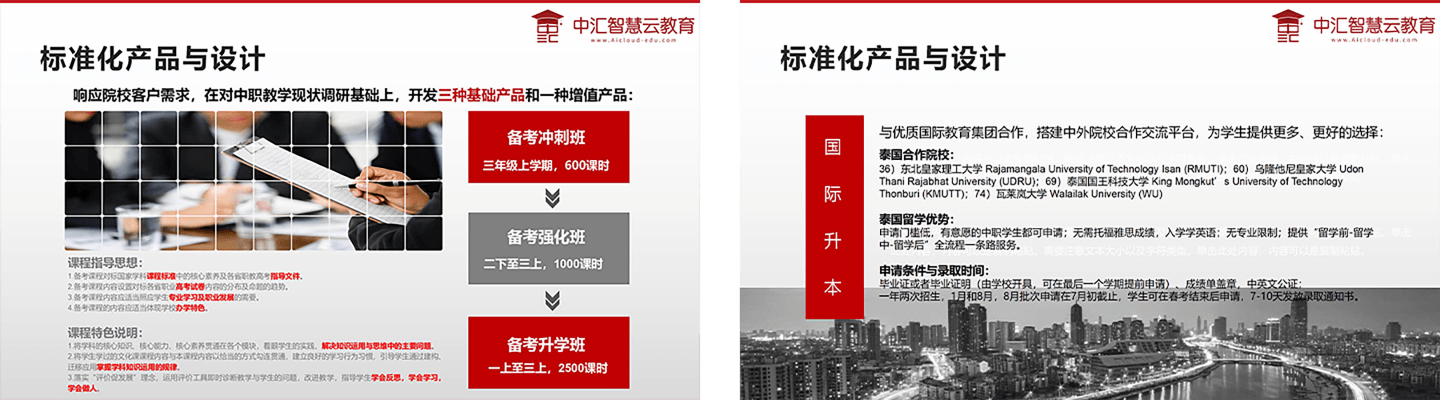 中汇智慧云教育
www.Aicloud-edu.com
标准化产品与设计
响应院校客户需求，在对中职教学现状调研基础上，开发三种基础产品和一种增值产品：
备考冲刺班
三年级上学期，600课时
备考强化班
二下至三上，1000课时
备考升学班
一上至三上，2500课时
课程指导思想：
1.备考课程对标国家学科课程标准中的核心素养及各省职教高考指导文件。
2.备考课程内容设置对标各省职业高考试卷内容的分布及命题的趋势。
3.备考课程内容应适当照应学生专业学习及职业发展的需要。
4.备考课程的内容应适当体现学校办学特色。
课程特色说明：
1.将学科的核心知识、核心能力、核心素养贯通在各个模块，着眼学生的实践，解决知识运用与思维中的主要问题。
2.将学生学过的文化课课程内容与本课程内容以恰当的方式勾连贯通，建立良好的学习行为习惯，引导学生通过建构、
迁移应用掌握学科知识运用的规律。
3.落实“评价促发展”理念，运用评价工具即时诊断教学与学生的问题，改进教学，指导学生学会反思，学会学习，
学会做人。
中汇智慧云教育
www.Aicloud-edu.com
标准化产品与设计
国
际
升
本
与优质国际教育集团合作，搭建中外院校合作交流平台，为学生提供更多、更好的选择：
泰国合作院校：
36）东北皇家理工大学 Rajamangala University of Technology Isan (RMUTI)；60）乌隆他尼皇家大学 Udon
Thani Rajabhat University (UDRU)；69）泰国国王科技大学 King Mongkut’s University of Technology
Thonburi (KMUTT)；74）瓦莱岚大学 Walailak University (WU)
泰国留学优势：
申请门槛低，有意愿的中职学生都可申请；无需托福雅思成绩，入学学英语；无专业限制；提供“留学前-留学
中-留学后”全流程一条路服务。
申请条件与录取时间：
毕业证或者毕业证明（由学校开具，可在最后一个学期提前申请）、成绩单盖章，中英文公证；
一年两次招生，1月和8月，8月批次申请在7月初截止，学生可在春考结束后申请，7-10天发放录取通知书。